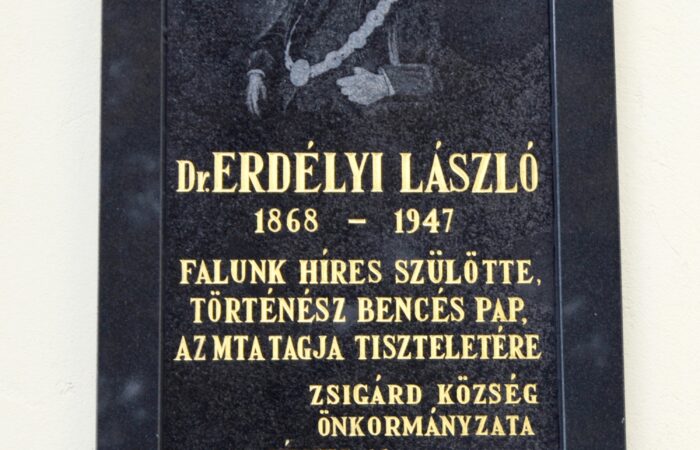 Dr. ERDÉLYI LÁSZLÓ
1868 – 1947
FALUNK HÍRES SZÜLÖTTE,
TÖRTÉNÉSZ BENCÉS PAP,
AZ MTA TAGJA TISZTELETÉRE
ZSIGÁRD KÖZSÉG
ÖNKORMÁNYZATA